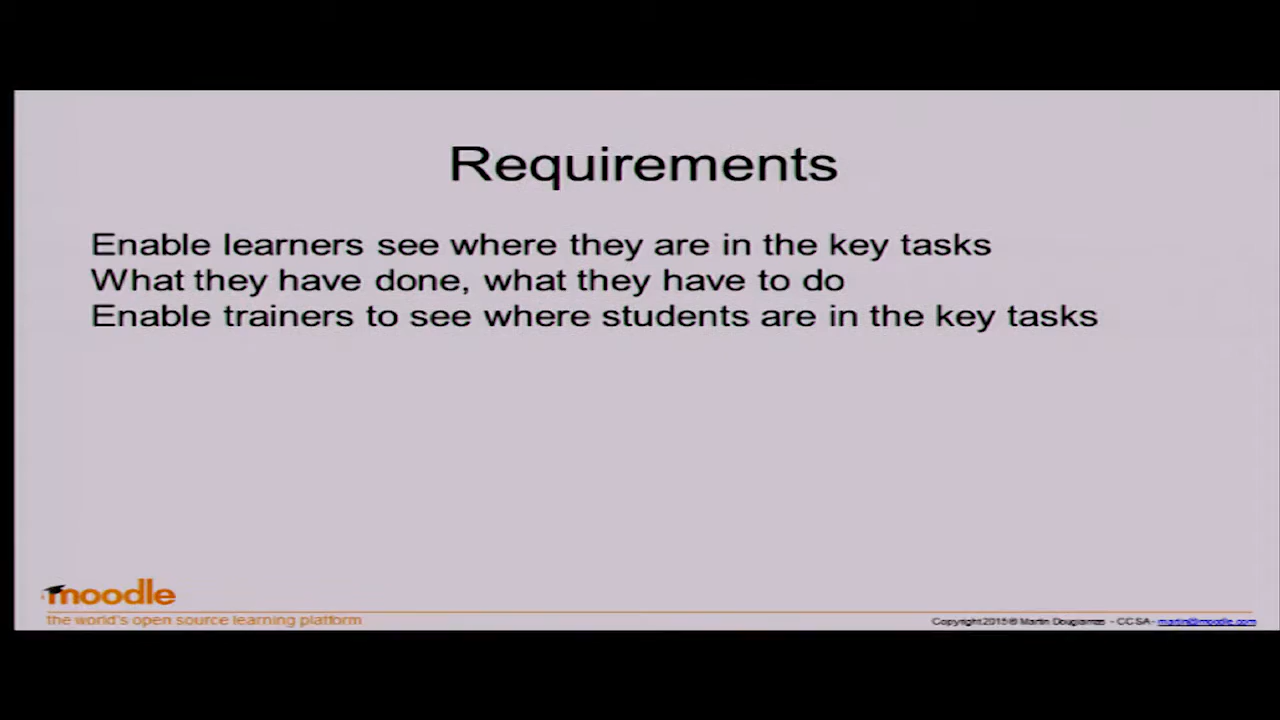 Requirements
Enable learners see where they are in the key tasks
What they have done, what they have to do
Enable trainers to see where students are in the key tasks
moodle
the world's open source learning platform
Copyright 2015 © Martin Dougiamas - CC SA - martin@moodle.com